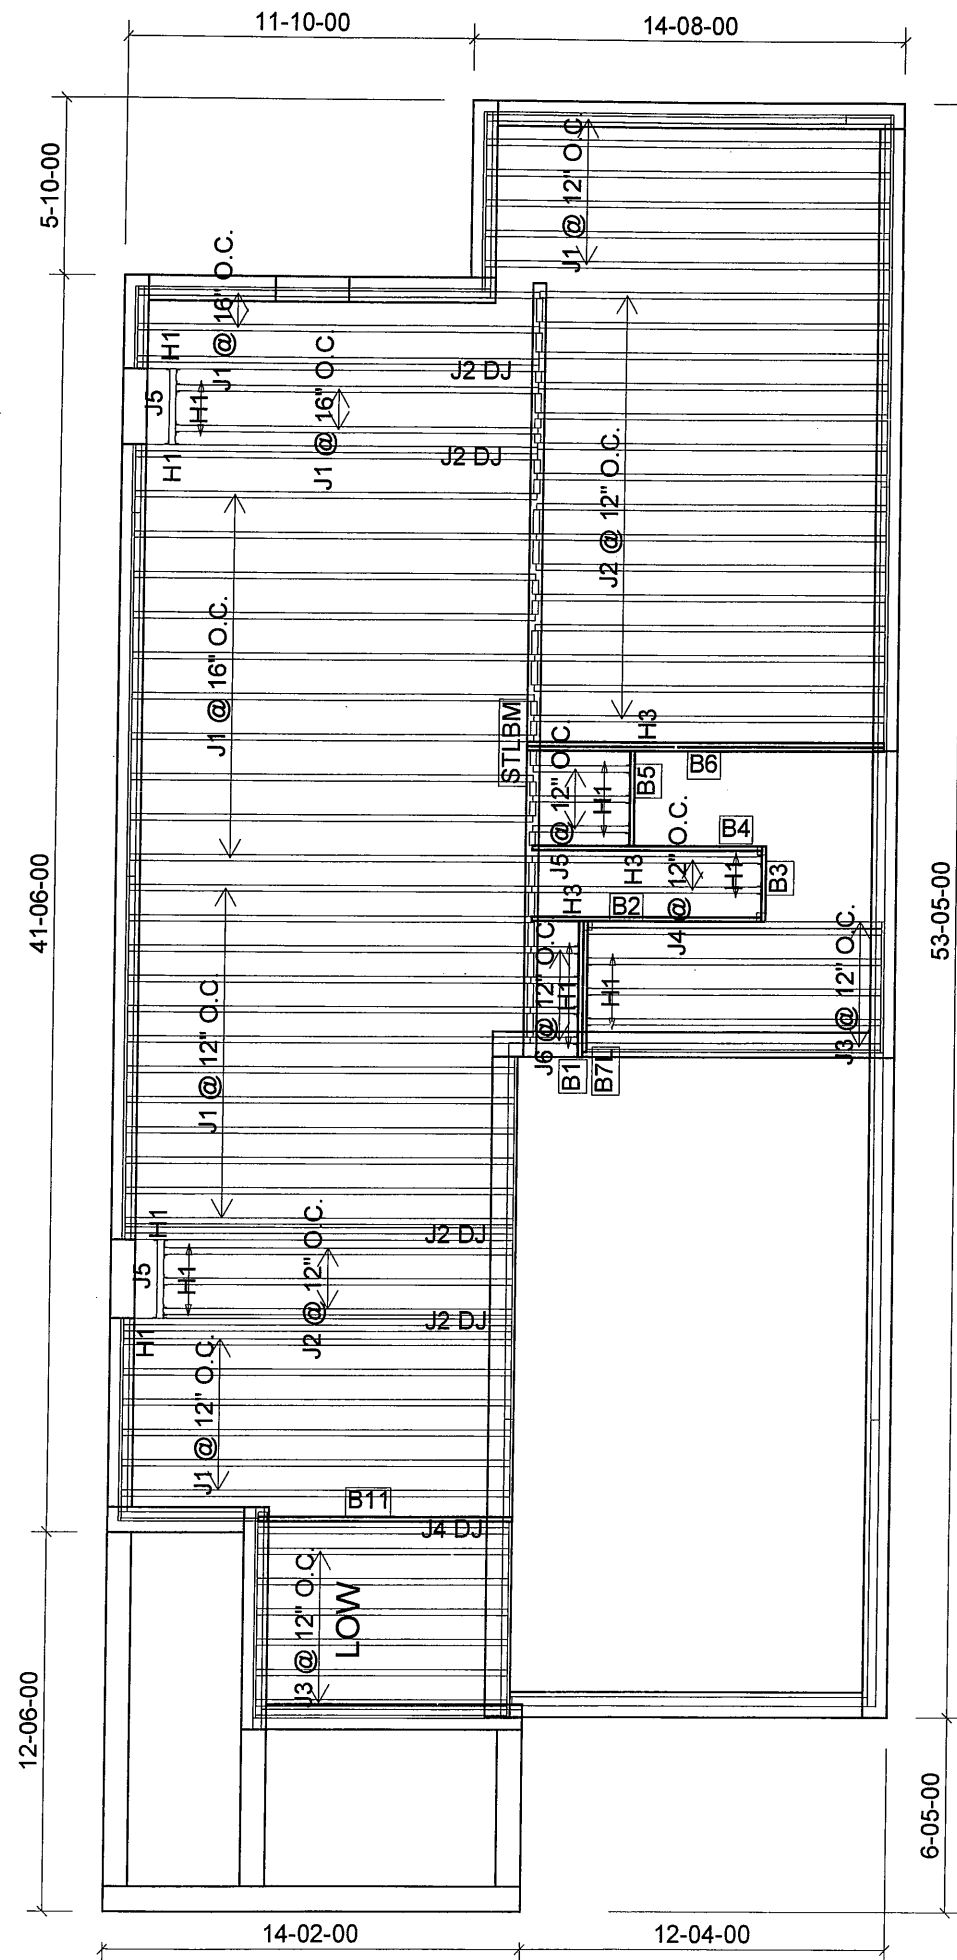 11-10-00
14-08-00
5-10-00
J1 @ 12" O.C.
J1 @ 16" O.C.
H1
J5
H1
H1
J1 @ 16" O.C.
J2 DJ
J2 DJ
J2 @ 12" O.C.
J1 @ 16" O.C.
STLBM
H3
B6
J5 @ 12" O.C.
H1
B5
B4
41-06-00
53-05-00
H3
H3
J4 @ 12" O.C.
H1
B3
B2
J6 @ 12" O.C.
H1
H1
J3 @ 12" O.C.
B1
B7L
J1 @ 12" O.C.
H1
J5
H1
H1
J2 @ 12" O.C.
J2 DJ
J2 DJ
J1 @ 12" O.C.
B11
J4 DJ
J3 @ 12" O.C.
LOW
12-06-00
6-05-00
14-02-00
12-04-00